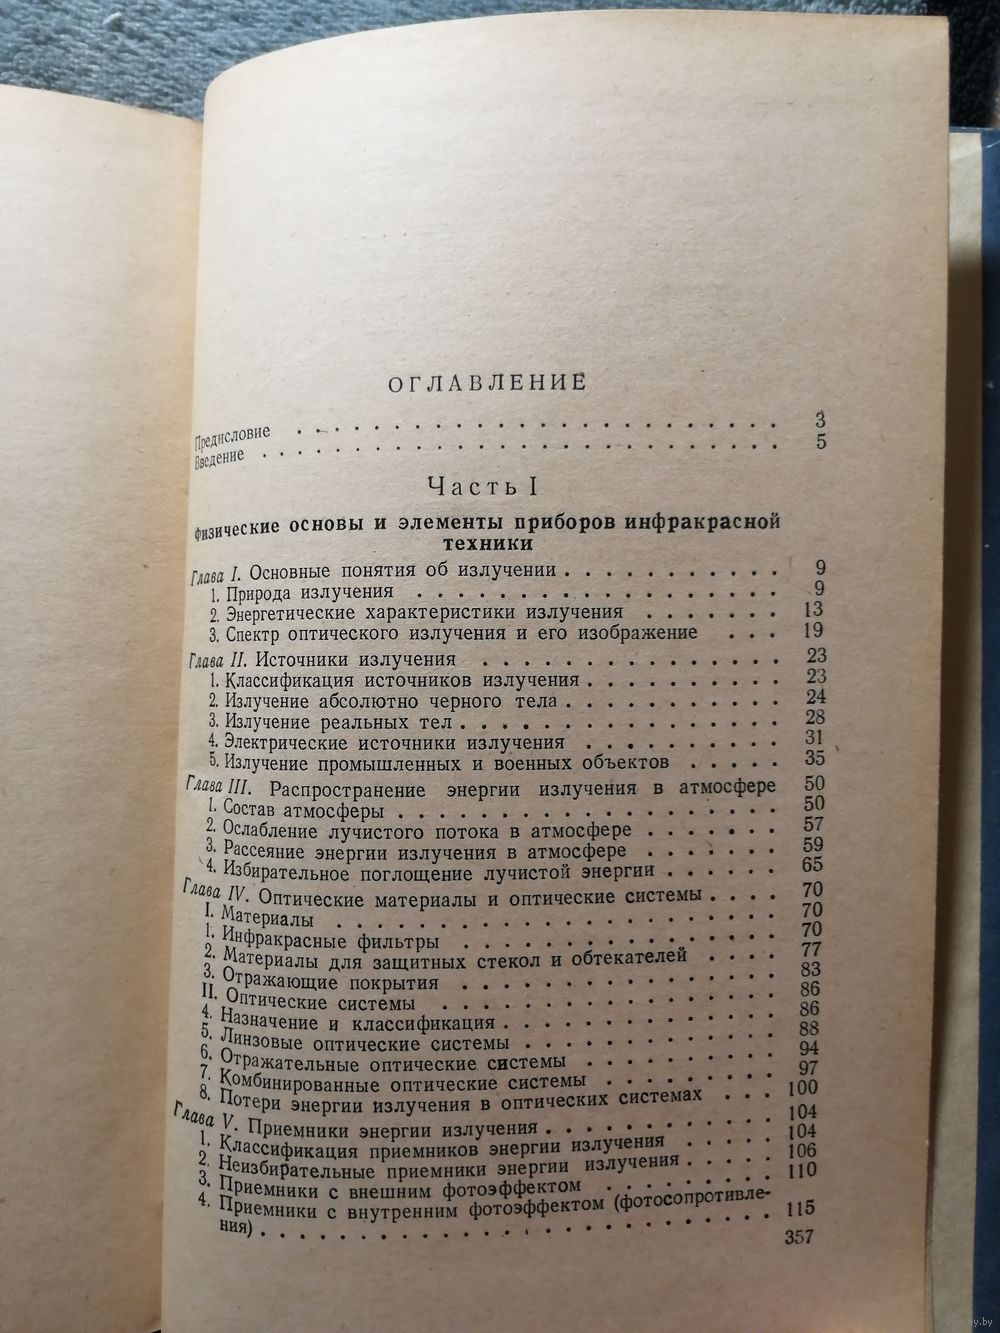 ОГЛАВЛЕНИЕ
Предисловие . . . . . . . . . . . . . . . . . . . . . . . 3
Введение . . . . . . . . . . . . . . . . . . . . . . . . 5
Часть I
Физические основы и элементы приборов инфракрасной
техники
Глава I. Основные понятия об излучении . . . . . . . . . . . 9
1. Природа излучения . . . . . . . . . . . . . . . . . . 9
2. Энергетические характеристики излучения . . . . . . . 13
3. Спектр оптического излучения и его изображение . . . 19
Глава II. Источники излучения . . . . . . . . . . . . . . . 23
1. Классификация источников излучения . . . . . . . . . . 23
2. Излучение абсолютно черного тела . . . . . . . . . . . 24
3. Излучение реальных тел . . . . . . . . . . . . . . . . 28
4. Электрические источники излучения . . . . . . . . . . 31
5. Излучение промышленных и военных объектов . . . . . 35
Глава III. Распространение энергии излучения в атмосфере 50
1. Состав атмосферы . . . . . . . . . . . . . . . . . . . 50
2. Ослабление лучистого потока в атмосфере . . . . . . . 57
3. Рассеяние энергии излучения в атмосфере . . . . . . . 59
4. Избирательное поглощение лучистой энергии . . . . . . 65
Глава IV. Оптические материалы и оптические системы . . . . 70
I. Материалы . . . . . . . . . . . . . . . . . . . . . . 70
1. Инфракрасные фильтры . . . . . . . . . . . . . . . . 70
2. Материалы для защитных стекол и обтекателей . . . . 77
3. Отражающие покрытия . . . . . . . . . . . . . . . . 83
II. Оптические системы . . . . . . . . . . . . . . . . . 86
4. Назначение и классификация . . . . . . . . . . . . . . 86
5. Линзовые оптические системы . . . . . . . . . . . . . 88
6. Отражательные оптические системы . . . . . . . . . . 94
7. Комбинированные оптические системы . . . . . . . . . 97
8. Потери энергии излучения в оптических системах . . . 100
Глава V. Приемники энергии излучения . . . . . . . . . . . . 104
1. Классификация приемников энергии излучения . . . . . 104
2. Неизбирательные приемники энергии излучения . . . . . 106
3. Приемники с внешним фотоэффектом . . . . . . . . . 110
4. Приемники с внутренним фотоэффектом (фотосопротивле-
ния) . . . . . . . . . . . . . . . . . . . . . . . . . . 115
357
www.ay.by